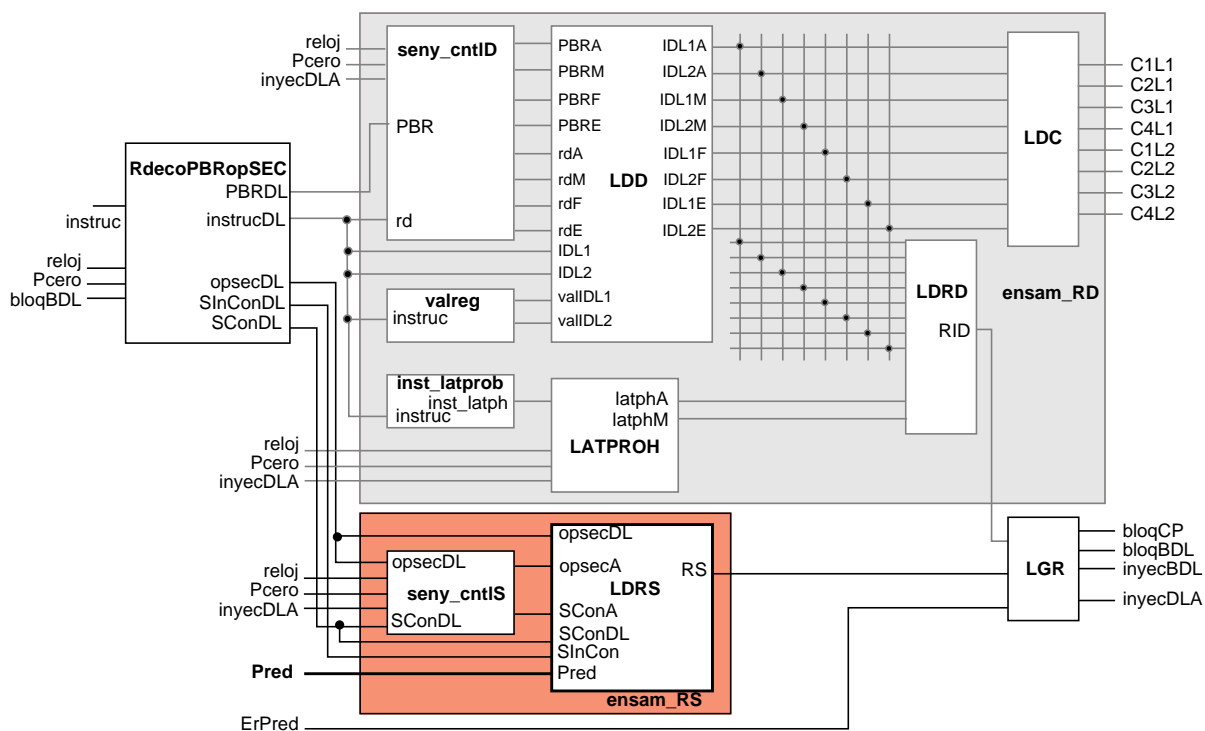 reloj
Pcero
inyecDLA
seny_cntID
PBR
rd
PBRA
PBRM
PBRF
PBRE
rdA
rdM
rdF
rdE
IDL1
IDL2
valIDL1
valIDL2
LDD
IDL1A
IDL2A
IDL1M
IDL2M
IDL1F
IDL2F
IDL1E
IDL2E
LDC
C1L1
C2L1
C3L1
C4L1
C1L2
C2L2
C3L2
C4L2
RdecoPBRopSEC
PBRDL
instrucDL
opsecDL
SInConDL
SConDL
instruc
reloj
Pcero
bloqBDL
valreg
instruc
LDRD
RID
ensam_RD
inst_latprob
inst_latph
instruc
latphA
latphM
LATPROH
reloj
Pcero
inyecDLA
opsecDL
seny_cntIS
SConDL
reloj
Pcero
inyecDLA
opsecDL
opsecA
RS
LDRS
SConA
SConDL
SInCon
Pred
Pred
ensam_RS
ErPred
LGR
bloqCP
bloqBDL
inyecBDL
inyecDLA